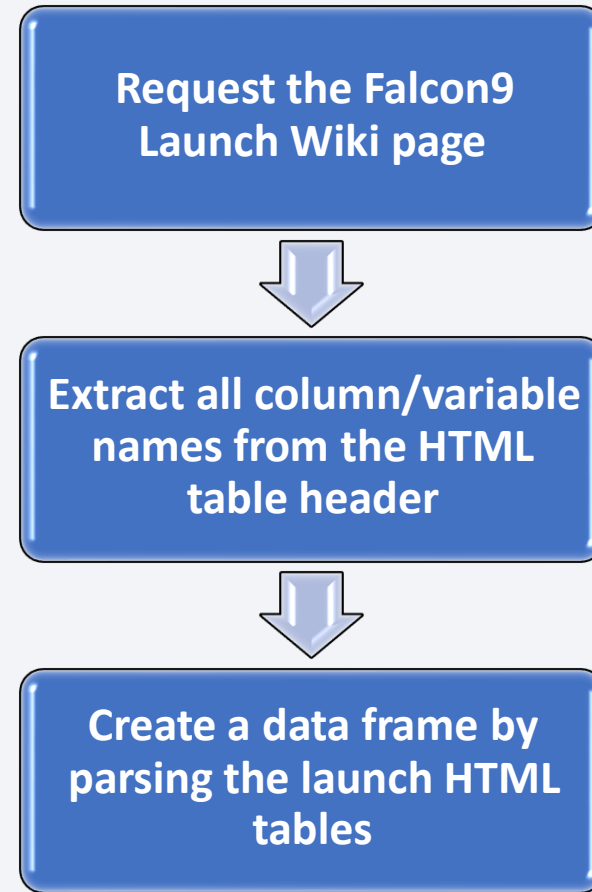 Request the Falcon9
Launch Wiki page
Extract all column/variable
names from the HTML
table header
Create a data frame by
parsing the launch HTML
tables